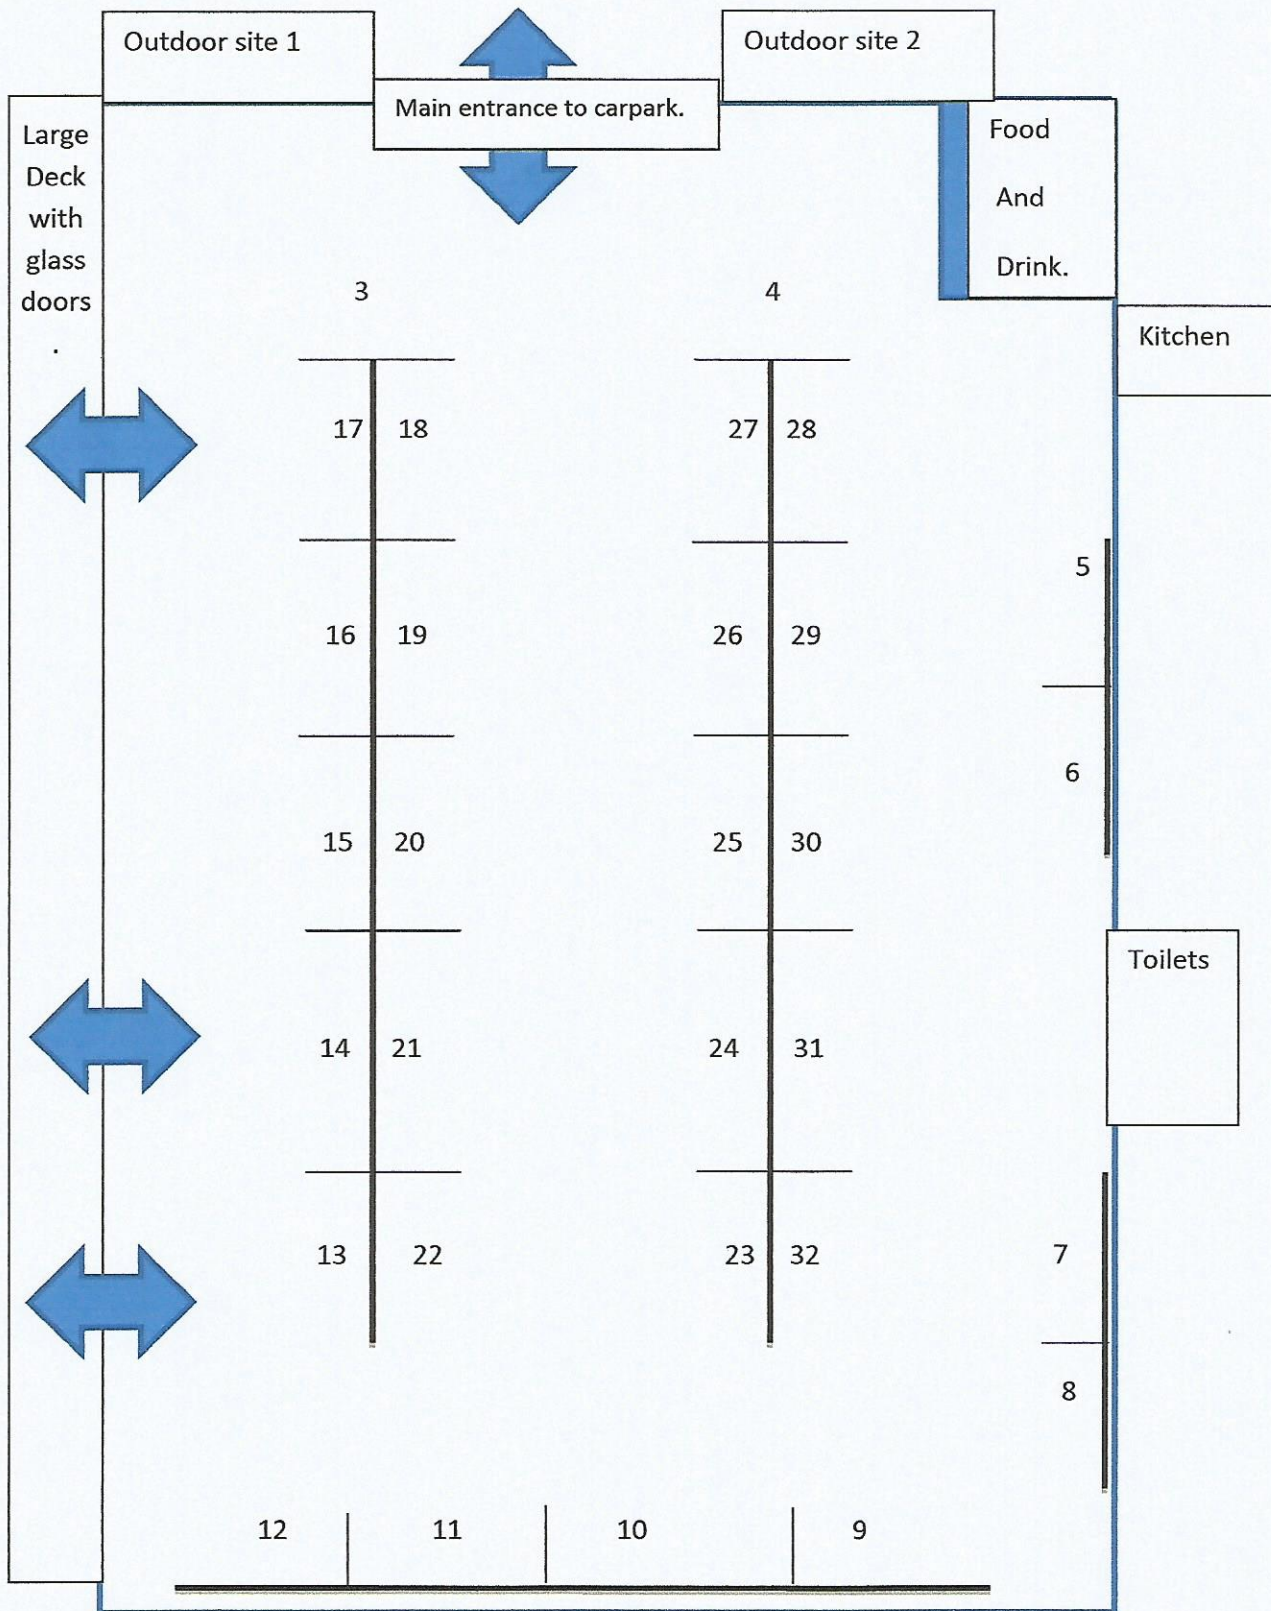 Outdoor site 1
Outdoor site 2
Main entrance to carpark.
Large
Deck
with
glass
doors
.
Food
And
Drink.
Kitchen
3 4
17 18 27 28
5
16 19 26 29
6
15 20 25 30
Toilets
14 21 24 31
13 22 23 32 7
8
12 11 10 9